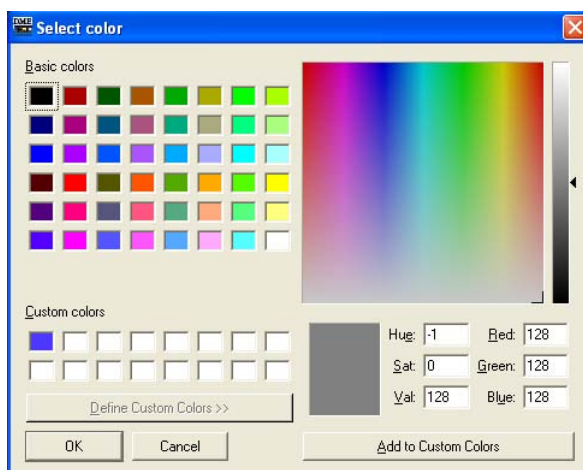 DME Select color
Basic colors
Custom colors
Define Custom Colors >>
OK Cancel
Hue: -1 Red: 128
Sat: 0 Green: 128
Val: 128 Blue: 128
Add to Custom Colors